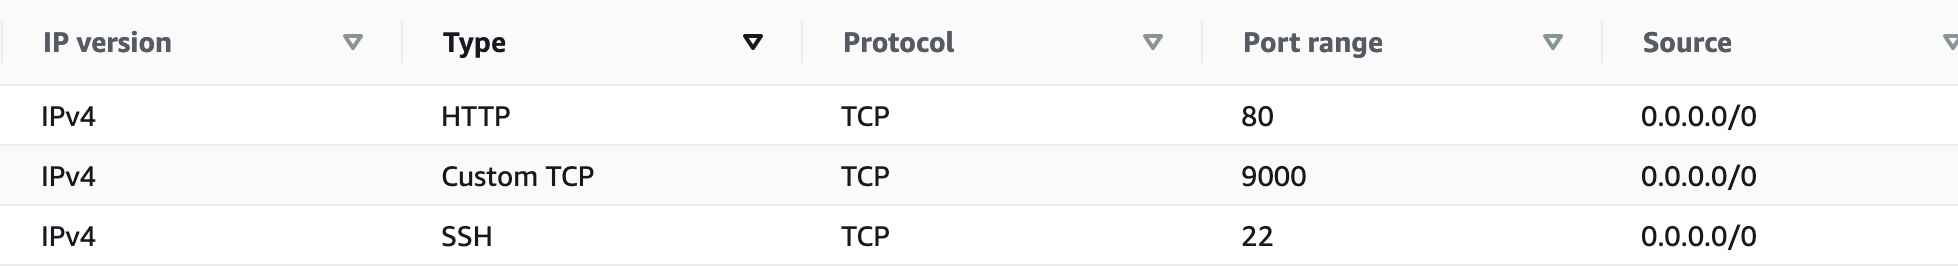 IP version Type Protocol Port range Source
IPv4 HTTP TCP 80 0.0.0.0/0
IPv4 Custom TCP TCP 9000 0.0.0.0/0
IPv4 SSH TCP 22 0.0.0.0/0